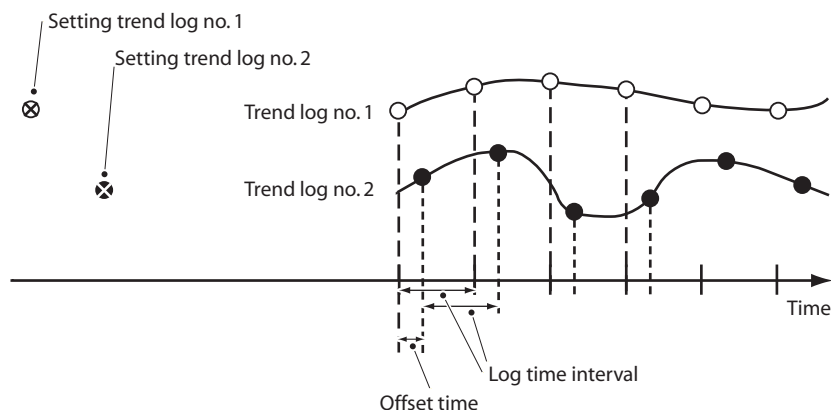 Setting trend log no. 1
Setting trend log no. 2
Trend log no. 1
Trend log no. 2
Time
Log time interval
Offset time